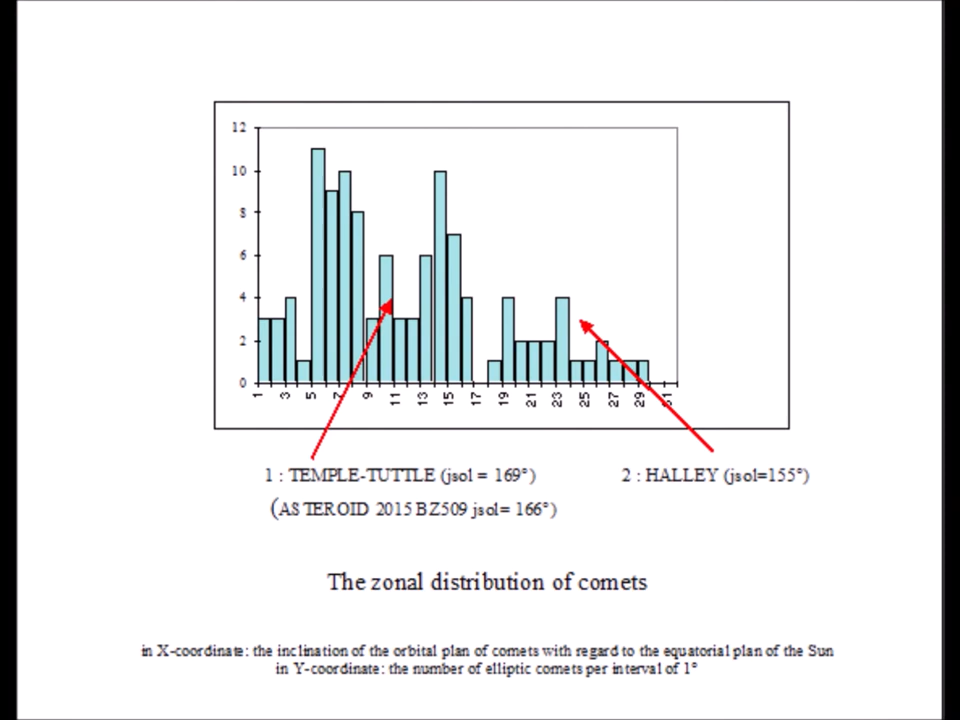 12
10
8
6
4
2
0
1 3 5 7 9 11 13 15 17 19 21 23 25 27 29 31
1 : TEMPLE-TUTTLE (jsol = 169°)
2 : HALLEY (jsol=155°)
(ASTEROID 2015 BZ509 jsol= 166°)
The zonal distribution of comets
in X-coordinate: the inclination of the orbital plan of comets with regard to the equatorial plan of the Sun
in Y-coordinate: the number of elliptic comets per interval of 1°